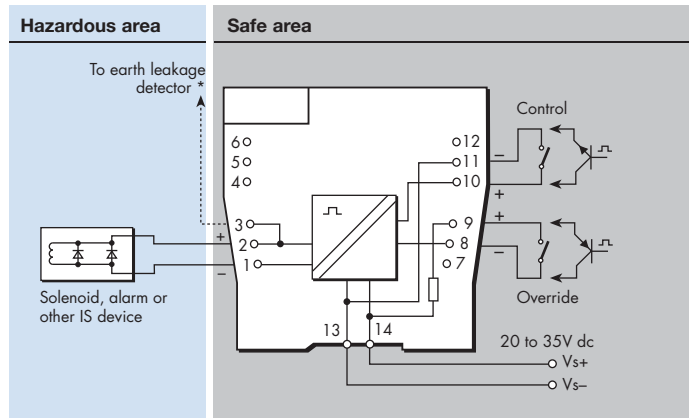 Hazardous area
Safe area
To earth leakage
detector *
Control
6
5
4
3
2
1
+
–
12
11
10
9
8
7
–
+
+
–
Override
Solenoid, alarm or
other IS device
13
14
20 to 35V dc
Vs+
Vs–